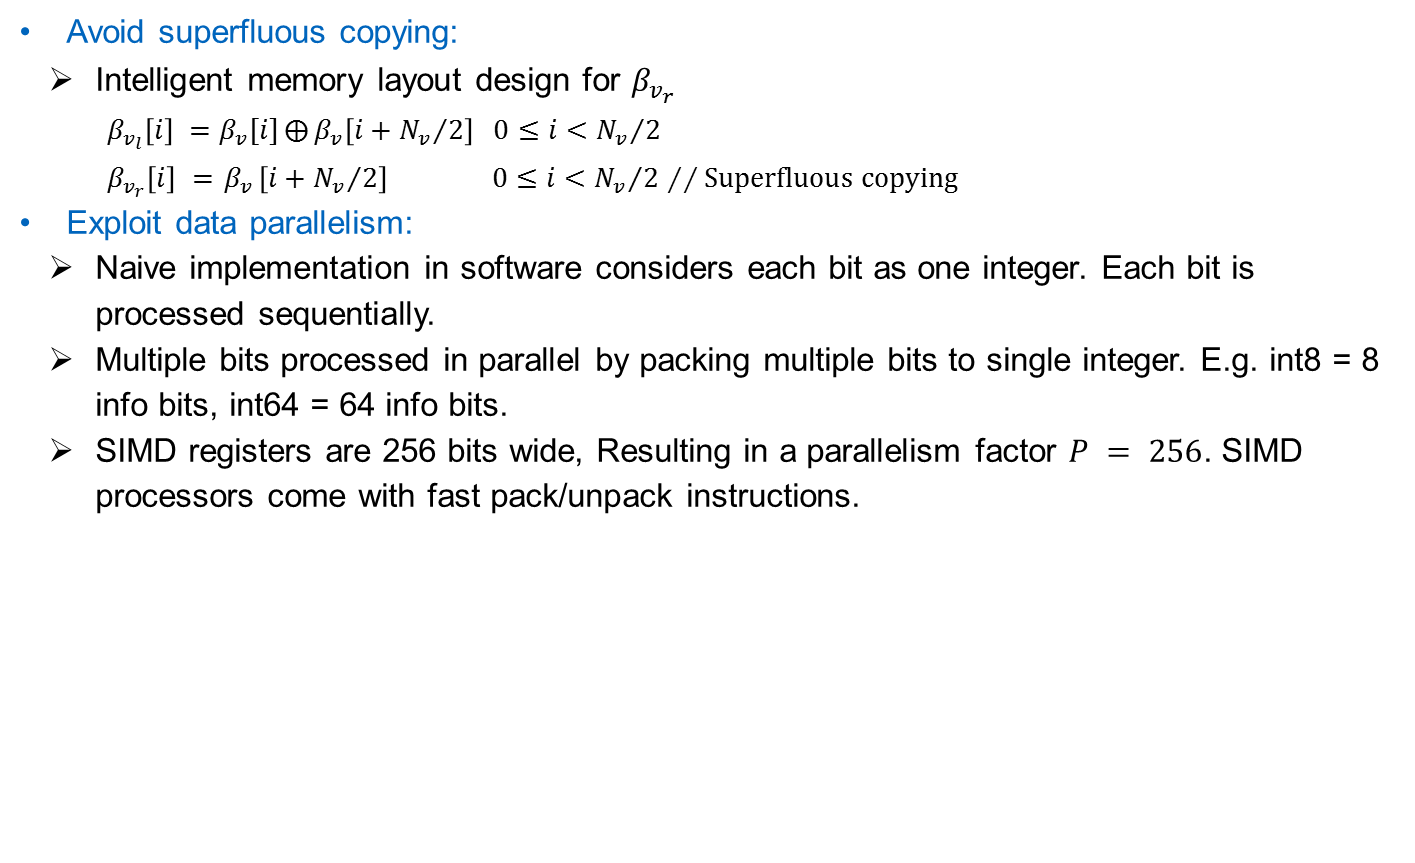 • Avoid superfluous copying:
➢ Intelligent memory layout design for 𝛽_{𝑣_𝑟}
𝛽_{𝑣_𝑙}[𝑖] = 𝛽_𝑣[𝑖]⊕𝛽_𝑣[𝑖 + 𝑁_𝑣/2] 0 ≤ 𝑖 < 𝑁_𝑣/2
𝛽_{𝑣_𝑟}[𝑖] = 𝛽_𝑣 [𝑖 + 𝑁_𝑣/2] 0 ≤ 𝑖 < 𝑁_𝑣/2 // Superfluous copying
• Exploit data parallelism:
➢ Naive implementation in software considers each bit as one integer. Each bit is
processed sequentially.
➢ Multiple bits processed in parallel by packing multiple bits to single integer. E.g. int8 = 8
info bits, int64 = 64 info bits.
➢ SIMD registers are 256 bits wide, Resulting in a parallelism factor 𝑃 = 256. SIMD
processors come with fast pack/unpack instructions.